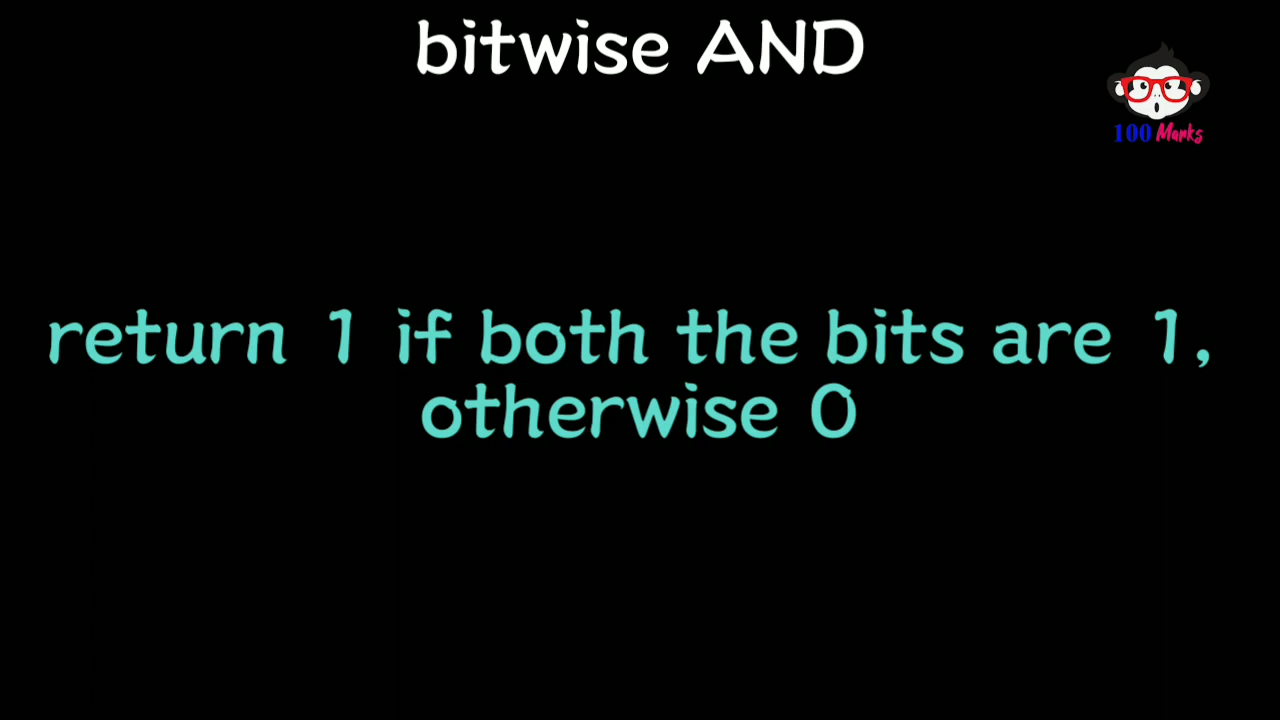 bitwise AND
100 Marks
return 1 if both the bits are 1,
otherwise 0